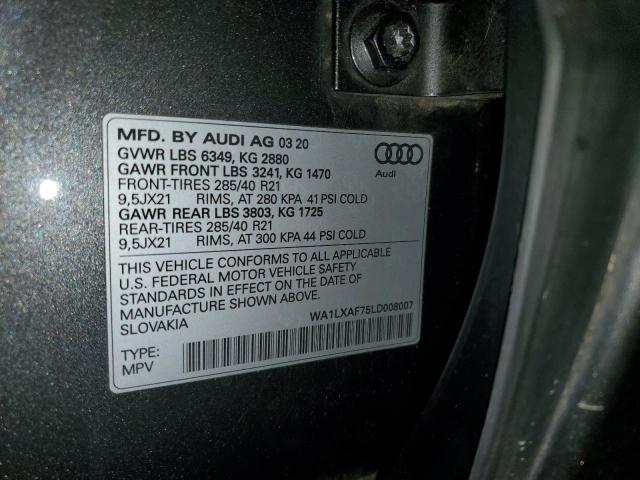 MFD. BY AUDI AG 03 20
GVWR LBS 6349, KG 2880
GAWR FRONT LBS 3241, KG 1470
FRONT-TIRES 285/40 R21
9,5JX21 RIMS, AT 280 KPA 41 PSI COLD
GAWR REAR LBS 3803, KG 1725
REAR-TIRES 285/40 R21
9,5JX21 RIMS, AT 300 KPA 44 PSI COLD
Audi
THIS VEHICLE CONFORMS TO ALL APPLICABLE
U.S. FEDERAL MOTOR VEHICLE SAFETY
STANDARDS IN EFFECT ON THE DATE OF
MANUFACTURE SHOWN ABOVE.
SLOVAKIA
WA1LXAF75LD008007
TYPE:
MPV